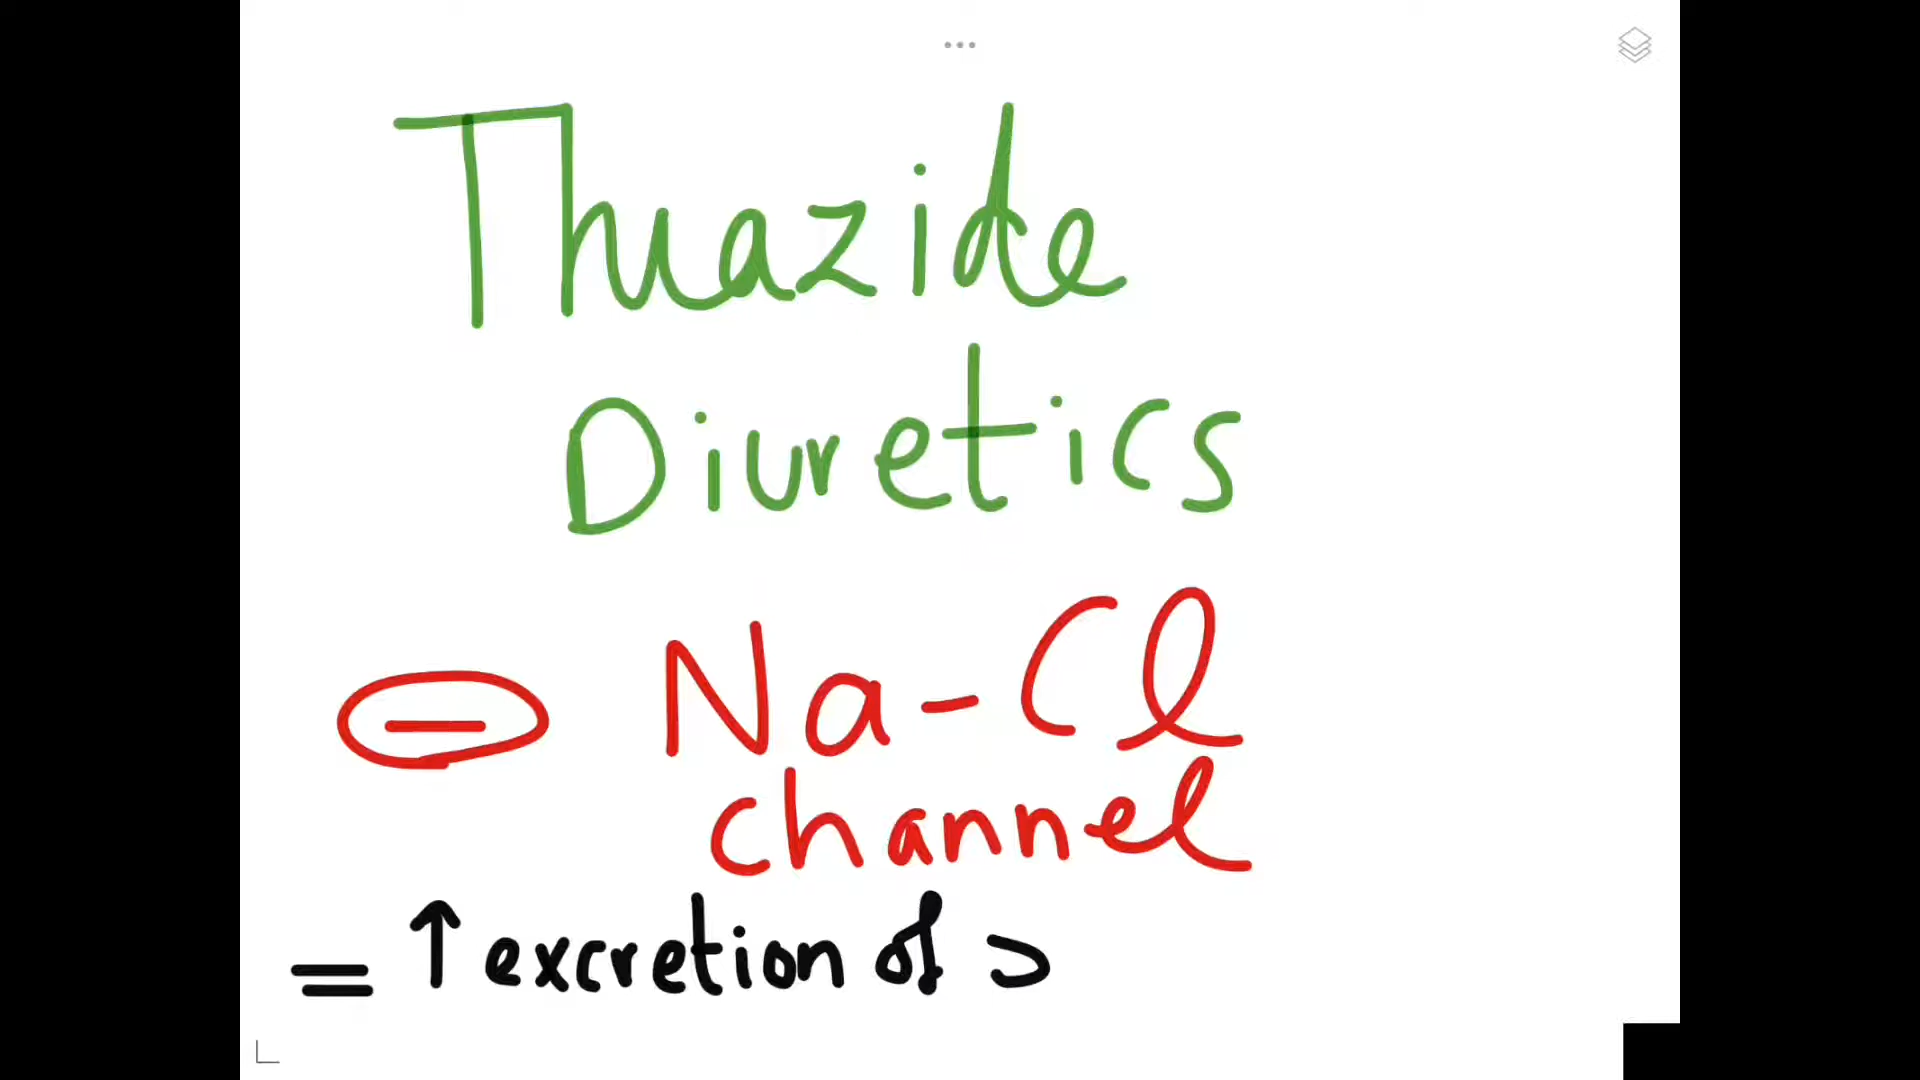 Thiazide
Diuretics
⊖ Na-Cl
channel
= ↑ excretion of